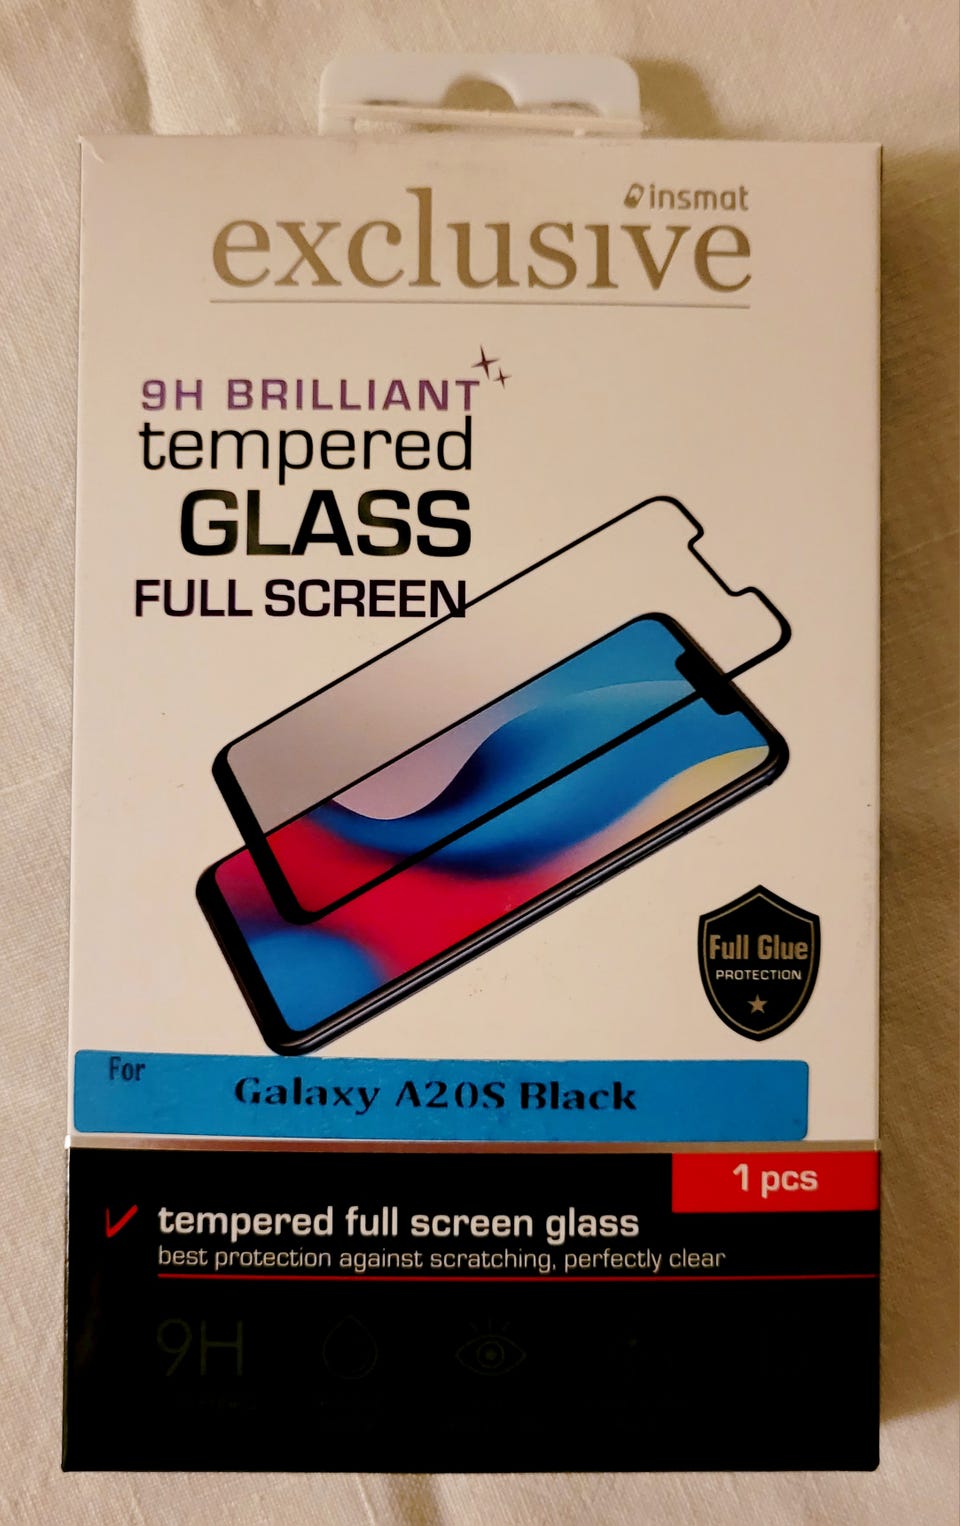 insmat
exclusive
9H BRILLIANT
tempered
GLASS
FULL SCREEN
Full Glue
PROTECTION
For
Galaxy A20S Black
1 pcs
tempered full screen glass
best protection against scratching, perfectly clear
9H